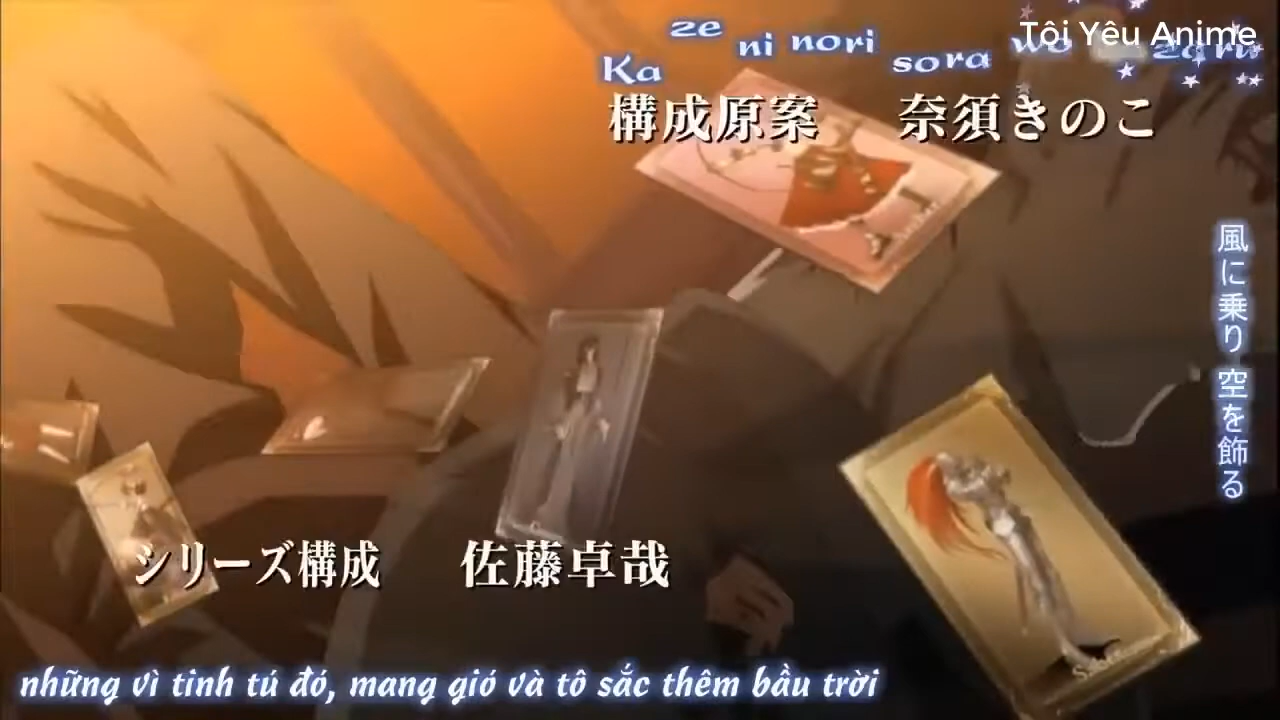 Tôi Yêu Anime
Ka ze ni nori sora wo ka zaru
構成原案 奈須きのこ
風に乗り 空を飾る
シリーズ構成 佐藤卓哉
những vì tinh tú đó, mang gió và tô sắc thêm bầu trời